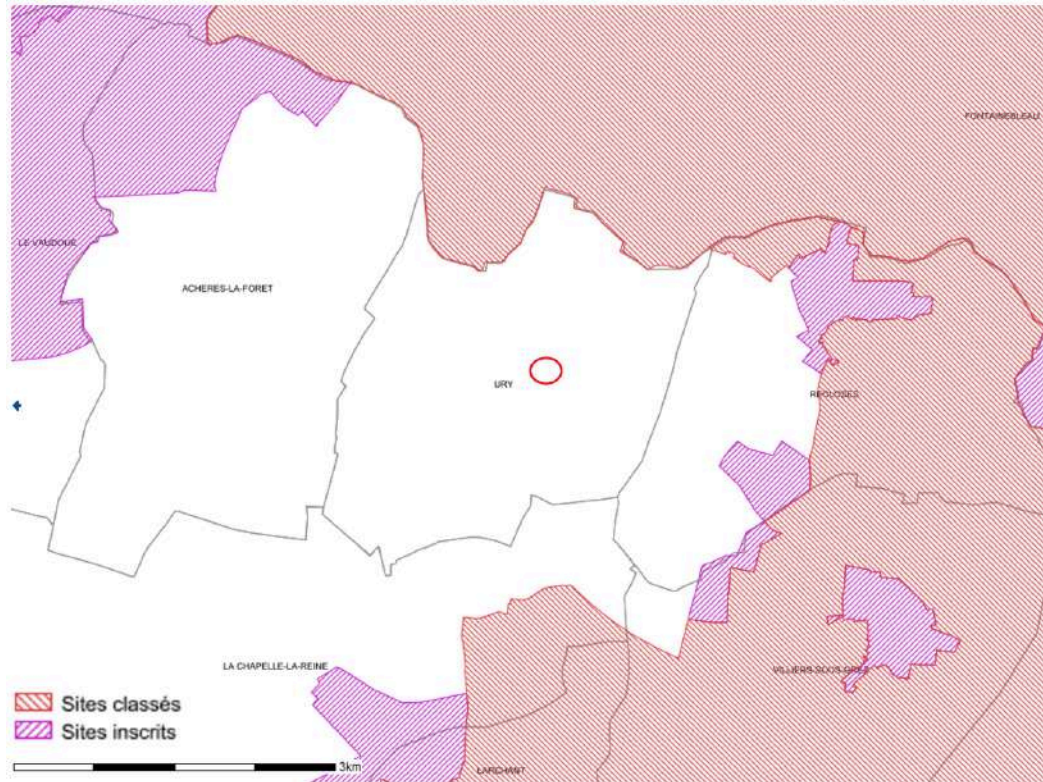 FONTAINEBLEAU
LE VAUDOUE
ACHERES-LA-FORET
URY
RECLOSES
LA CHAPELLE-LA-REINE
VILLIERS-SOUS-GREZ
Sites classés
Sites inscrits
3km
LARCHANT